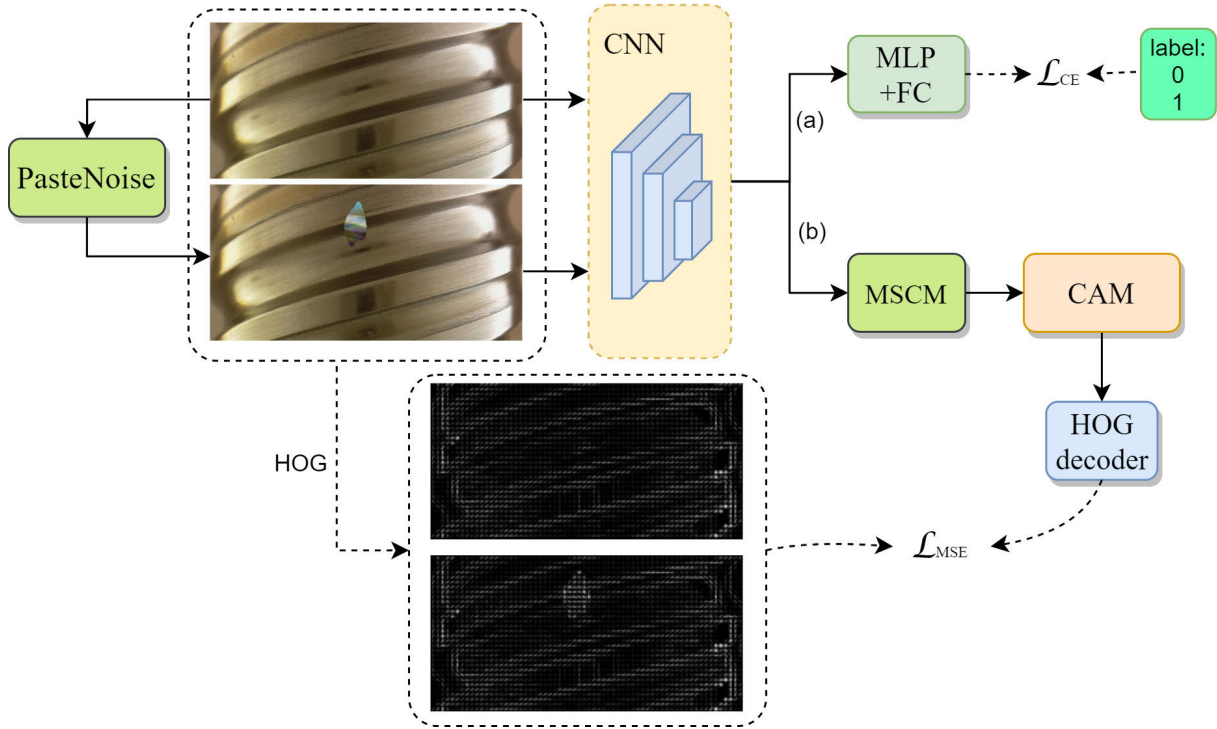 CNN
MLP
+FC
ℒCE
label:
0
1
PasteNoise
(a)
(b)
MSCM
CAM
HOG
HOG
decoder
ℒMSE